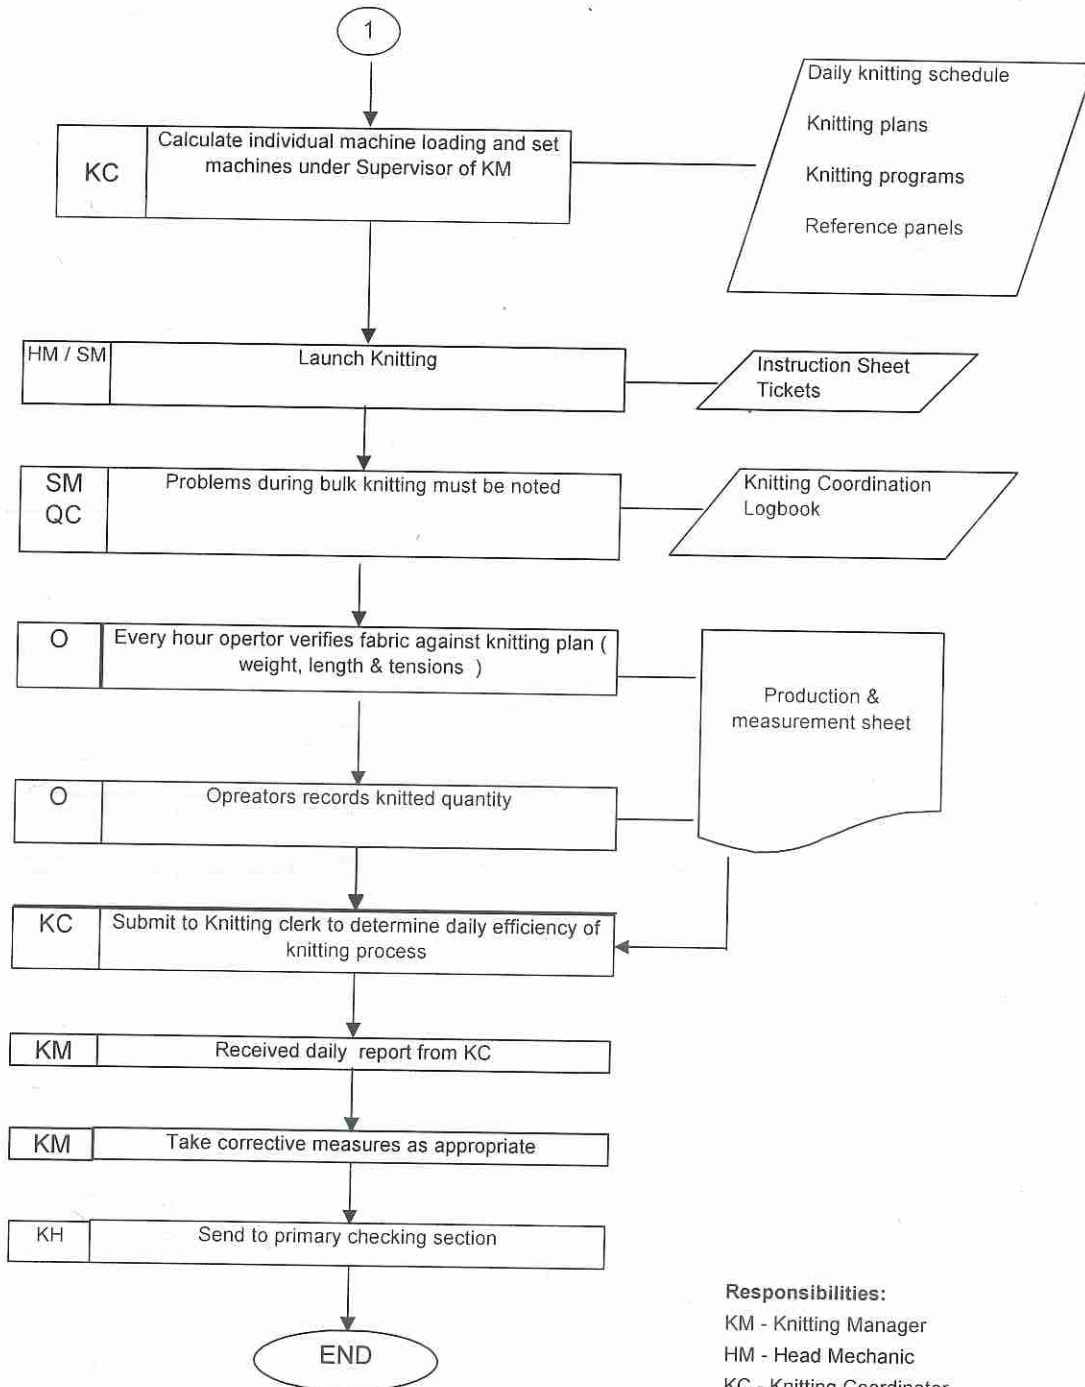 1
KC
Calculate individual machine loading and set
machines under Supervisor of KM
Daily knitting schedule
Knitting plans
Knitting programs
Reference panels
HM / SM
Launch Knitting
Instruction Sheet
Tickets
SM
QC
Problems during bulk knitting must be noted
Knitting Coordination
Logbook
O
Every hour opertor verifies fabric against knitting plan (
weight, length & tensions )
Production &
measurement sheet
O
Opreators records knitted quantity
KC
Submit to Knitting clerk to determine daily efficiency of
knitting process
KM
Received daily report from KC
KM
Take corrective measures as appropriate
KH
Send to primary checking section
END
Responsibilities:
KM - Knitting Manager
HM - Head Mechanic
KC - Knitting Coordinator